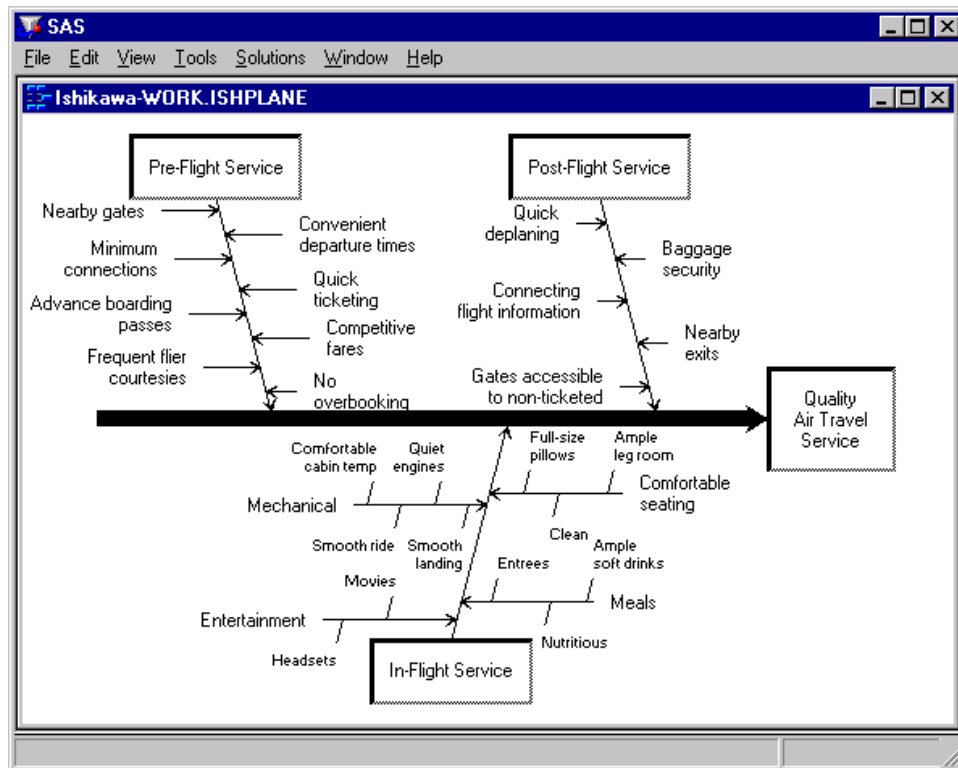 SAS
File Edit View Tools Solutions Window Help
Ishikawa-WORK.ISHPLANE
Pre-Flight Service
Post-Flight Service
Nearby gates
Convenient
departure times
Minimum
connections
Quick
ticketing
Advance boarding
passes
Competitive
fares
Frequent flier
courtesies
No
overbooking
Quick
deplaning
Baggage
security
Connecting
flight information
Nearby
exits
Gates accessible
to non-ticketed
Quality
Air Travel
Service
Comfortable
cabin temp
Quiet
engines
Mechanical
Smooth ride
Smooth
landing
Full-size
pillows
Ample
leg room
Comfortable
seating
Clean
Movies
Entertainment
Headsets
Entrees
Ample
soft drinks
Meals
Nutritious
In-Flight Service